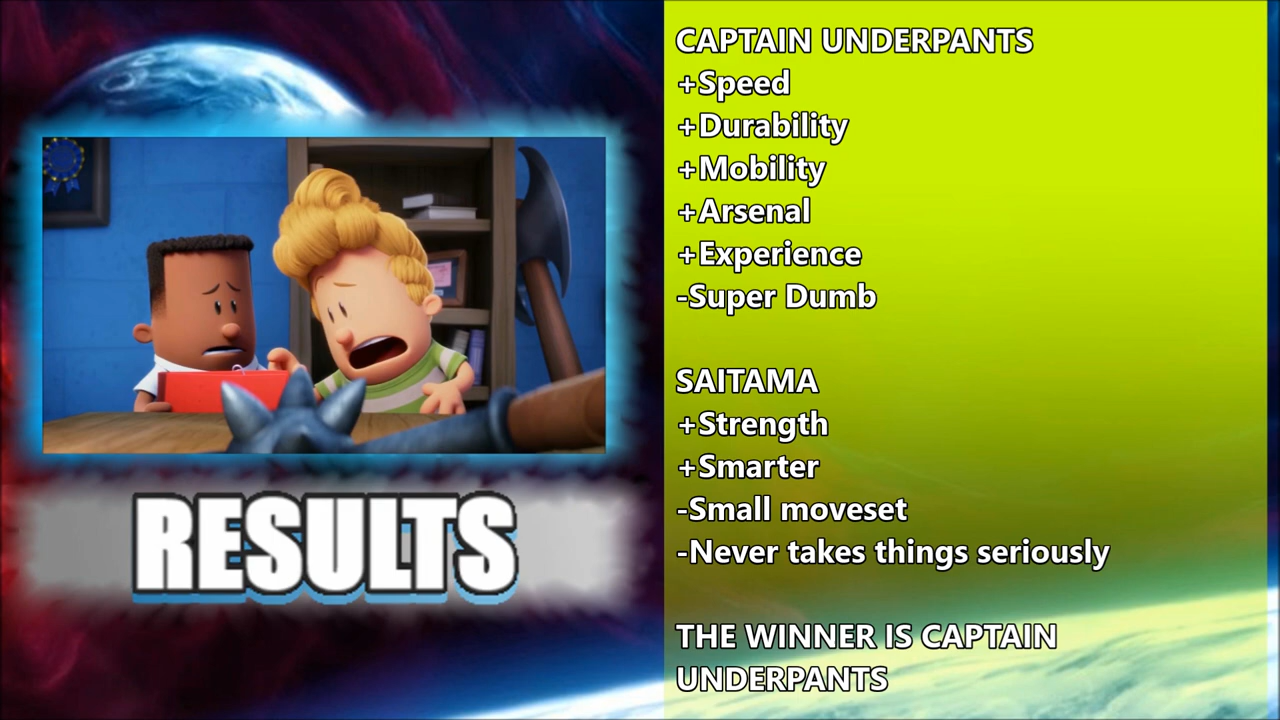 RESULTS
CAPTAIN UNDERPANTS
+Speed
+Durability
+Mobility
+Arsenal
+Experience
-Super Dumb
SAITAMA
+Strength
+Smarter
-Small moveset
-Never takes things seriously
THE WINNER IS CAPTAIN
UNDERPANTS